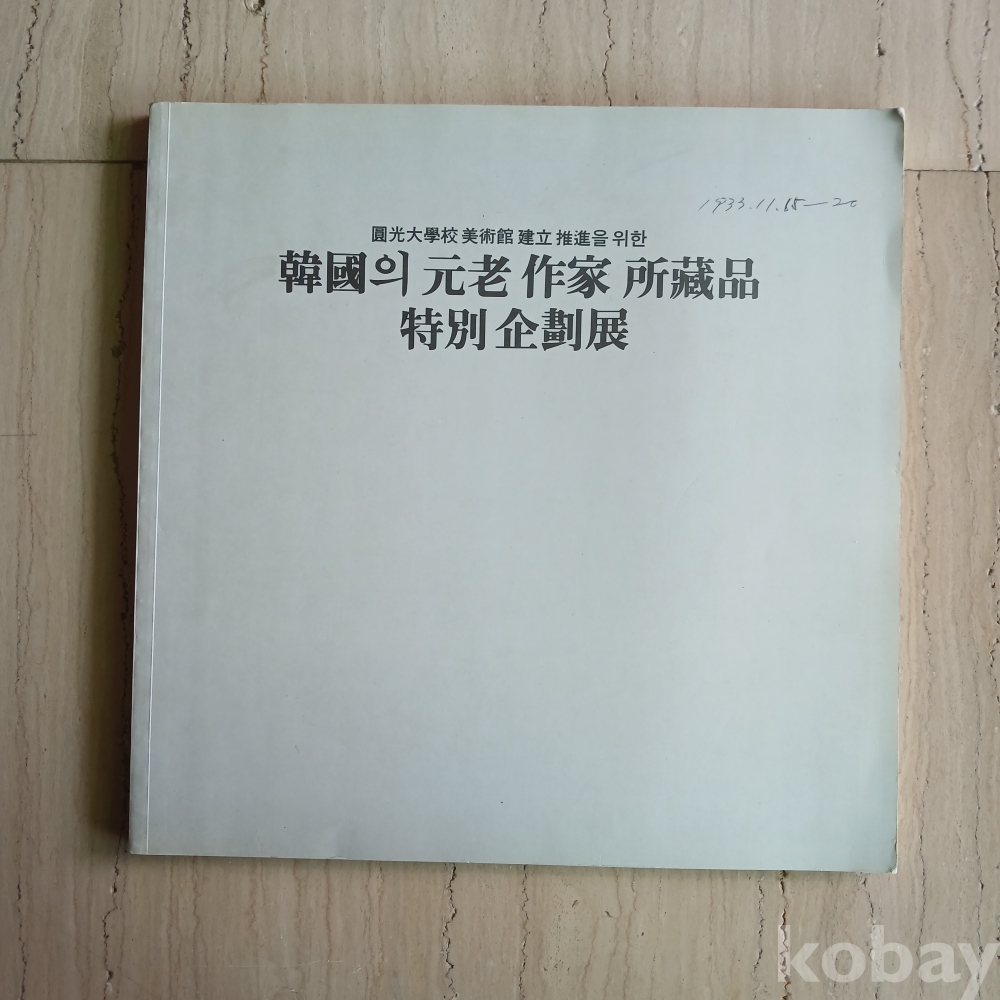 1933.11.15-20
圓光大學校 美術館 建立 推進을 위한
韓國의 元老 作家 所藏品
特別 企劃展
kobay